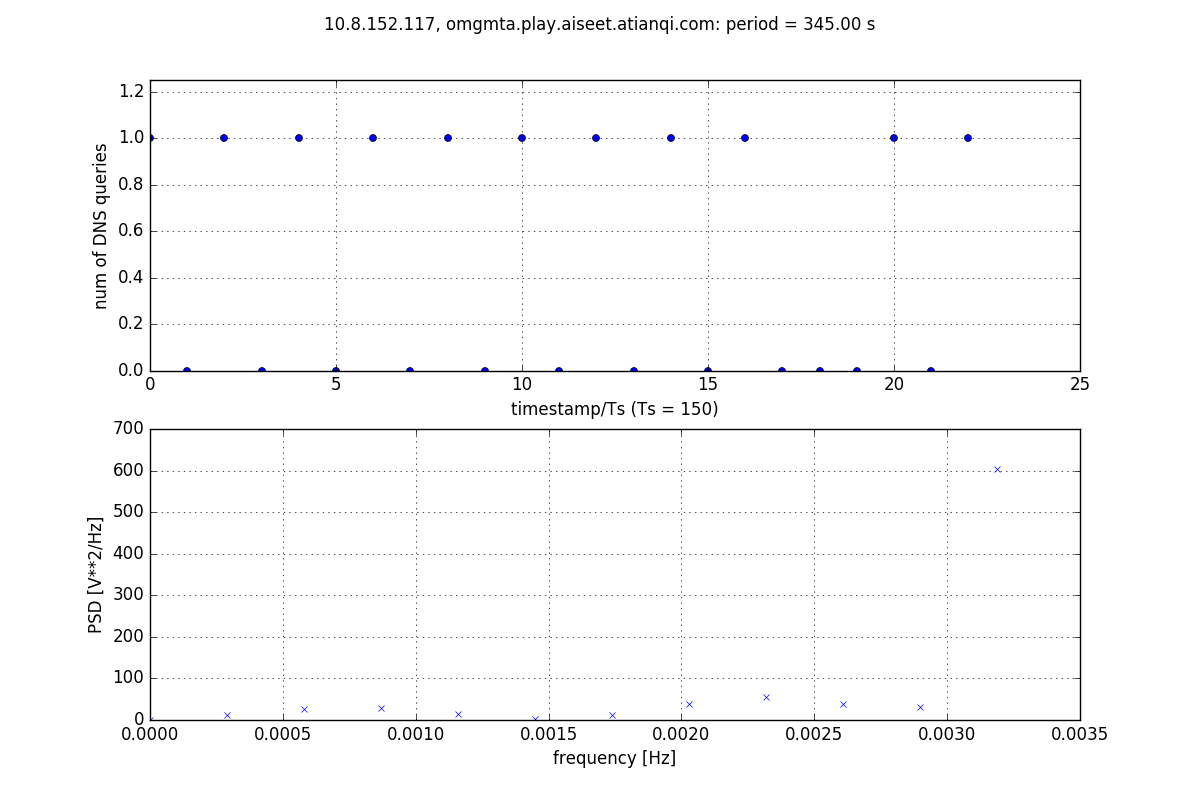 10.8.152.117, omgmta.play.aiseet.atianqi.com: period = 345.00 s
num of DNS queries
1.2
1.0
0.8
0.6
0.4
0.2
0.0
0 5 10 15 20 25
timestamp/Ts (Ts = 150)
PSD [V**2/Hz]
700
600
500
400
300
200
100
0
0.0000 0.0005 0.0010 0.0015 0.0020 0.0025 0.0030 0.0035
frequency [Hz]